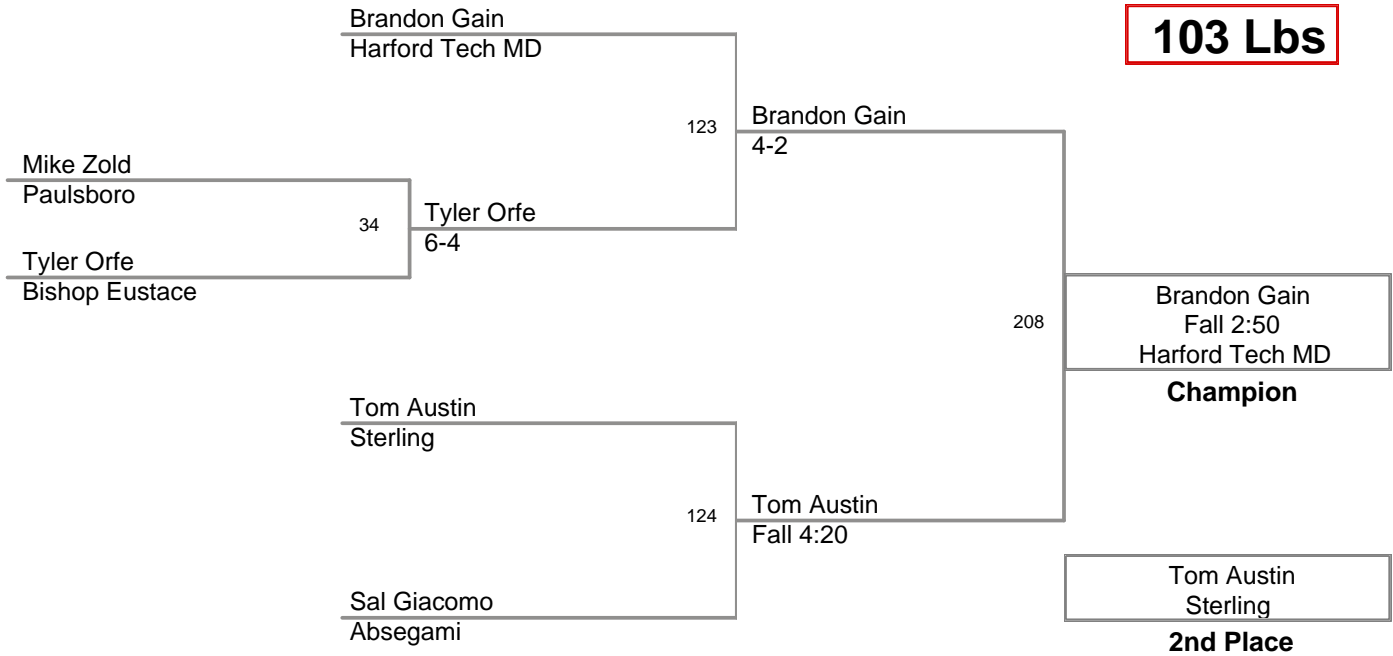 Brandon Gain
Harford Tech MD
103 Lbs
123
Brandon Gain
4-2
Mike Zold
Paulsboro
34
Tyler Orfe
6-4
Tyler Orfe
Bishop Eustace
208
Brandon Gain
Fall 2:50
Harford Tech MD
Champion
Tom Austin
Sterling
124
Tom Austin
Fall 4:20
Sal Giacomo
Absegami
Tom Austin
Sterling
2nd Place